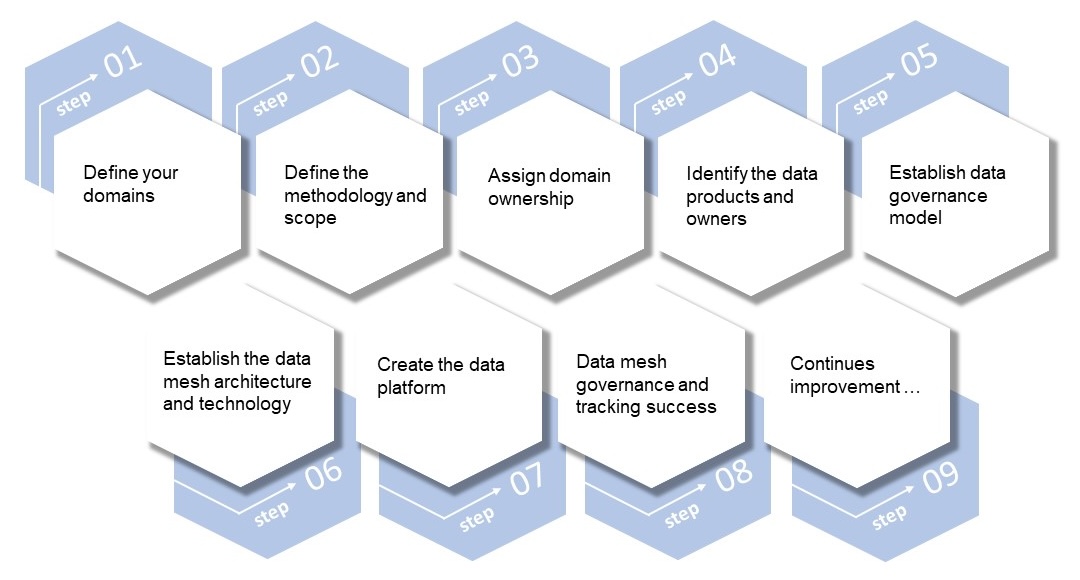 step 01
Define your
domains
step 02
Define the
methodology and
scope
step 03
Assign domain
ownership
step 04
Identify the data
products and
owners
step 05
Establish data
governance
model
Establish the data
mesh architecture
and technology
step 06
Create the data
platform
step 07
Data mesh
governance and
tracking success
step 08
Continues
improvement ...
step 09